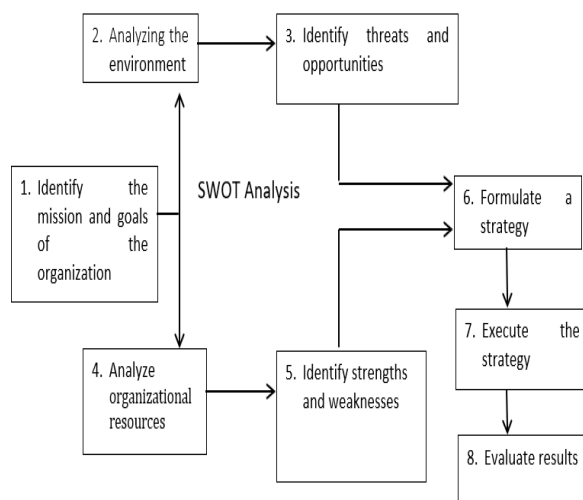 2. Analyzing the
environment
3. Identify threats and
opportunities
1. Identify the
mission and goals
of the
organization
SWOT Analysis
6. Formulate a
strategy
4. Analyze
organizational
resources
5. Identify strengths
and weaknesses
7. Execute the
strategy
8. Evaluate results